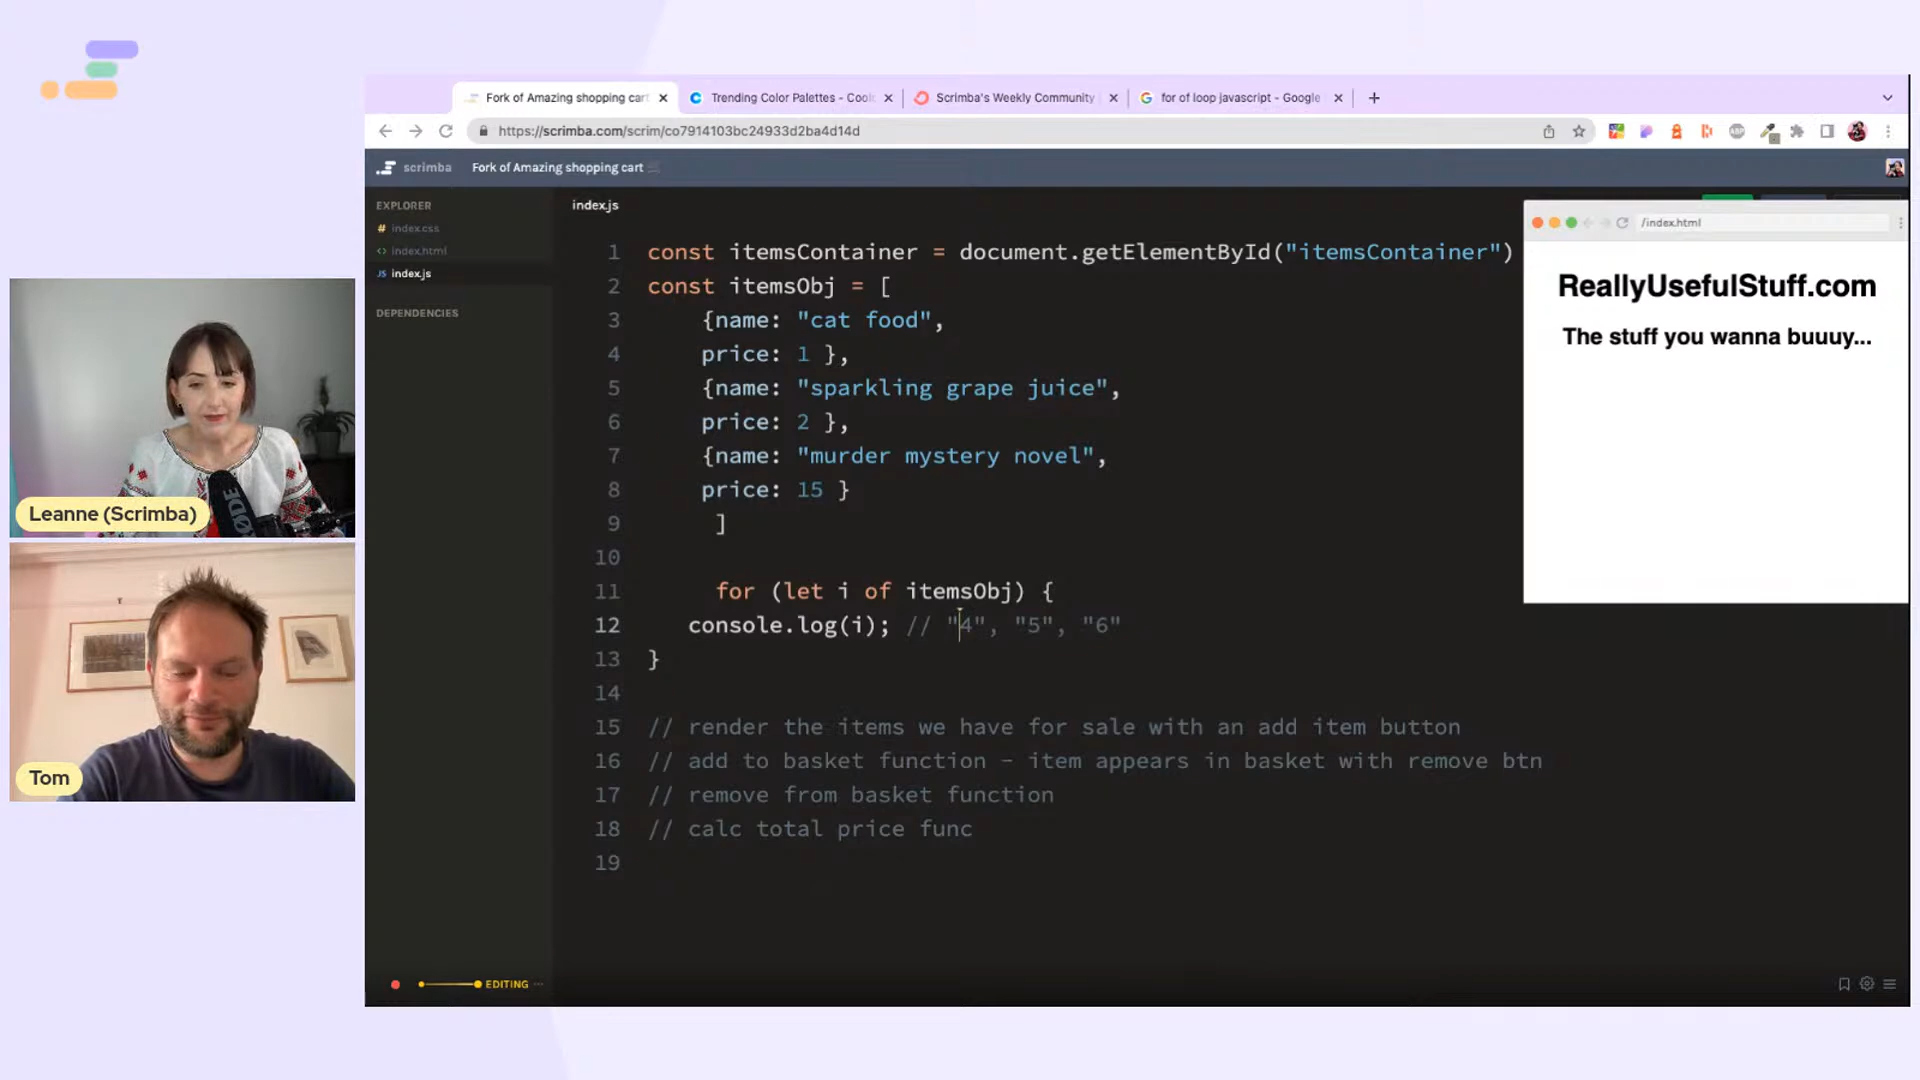 Fork of Amazing shopping cart
Trending Color Palettes - Cool
Scrimba's Weekly Community
for of loop javascript - Google
https://scrimba.com/scrim/co7914103bc24933d2ba4d14d
scrimba
Fork of Amazing shopping cart
EXPLORER
# index.css
<> index.html
JS index.js
DEPENDENCIES
index.js
1 const itemsContainer = document.getElementById("itemsContainer")
2 const itemsObj = [
3 {name: "cat food",
4 price: 1 },
5 {name: "sparkling grape juice",
6 price: 2 },
7 {name: "murder mystery novel",
8 price: 15 }
9 ]
10
11 for (let i of itemsObj) {
12 console.log(i); // "4", "5", "6"
13 }
14
15 // render the items we have for sale with an add item button
16 // add to basket function - item appears in basket with remove btn
17 // remove from basket function
18 // calc total price func
19
/index.html
ReallyUsefulStuff.com
The stuff you wanna buuuy...
RØDE
Leanne (Scrimba)
Tom
EDITING